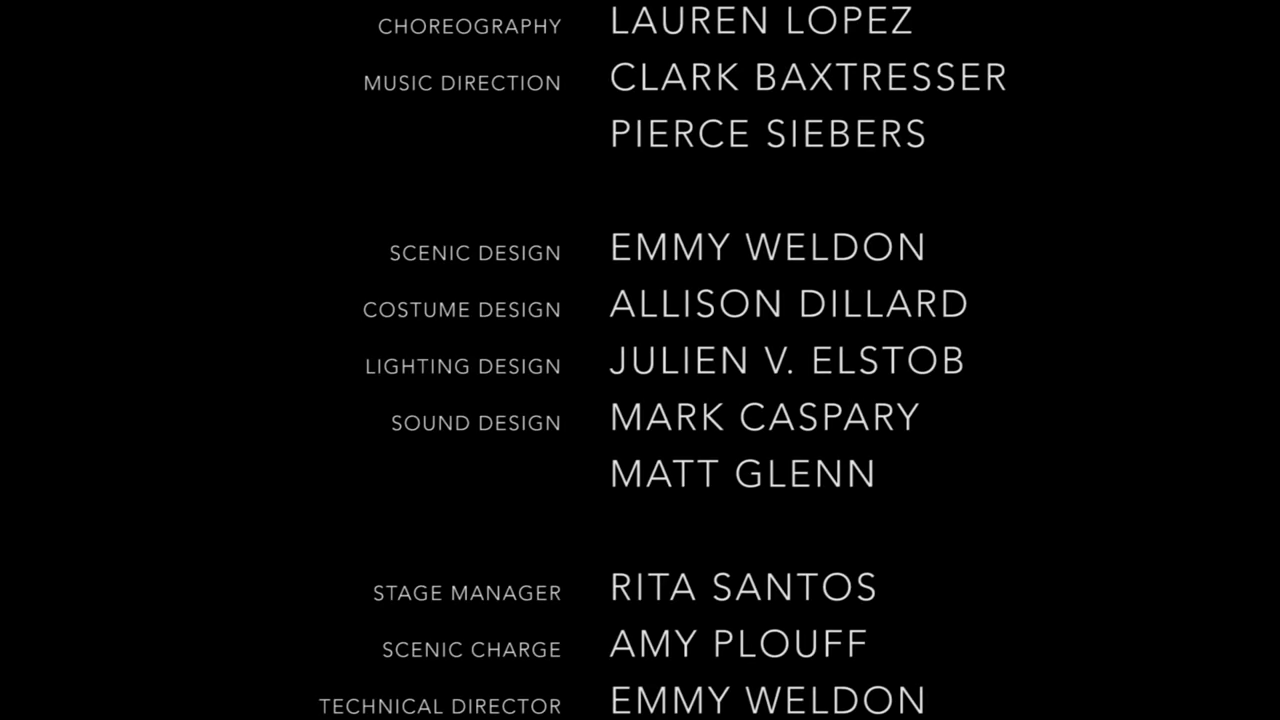 CHOREOGRAPHY LAUREN LOPEZ
MUSIC DIRECTION CLARK BAXTRESSER
PIERCE SIEBERS
SCENIC DESIGN EMMY WELDON
COSTUME DESIGN ALLISON DILLARD
LIGHTING DESIGN JULIEN V. ELSTOB
SOUND DESIGN MARK CASPARY
MATT GLENN
STAGE MANAGER RITA SANTOS
SCENIC CHARGE AMY PLOUFF
TECHNICAL DIRECTOR EMMY WELDON